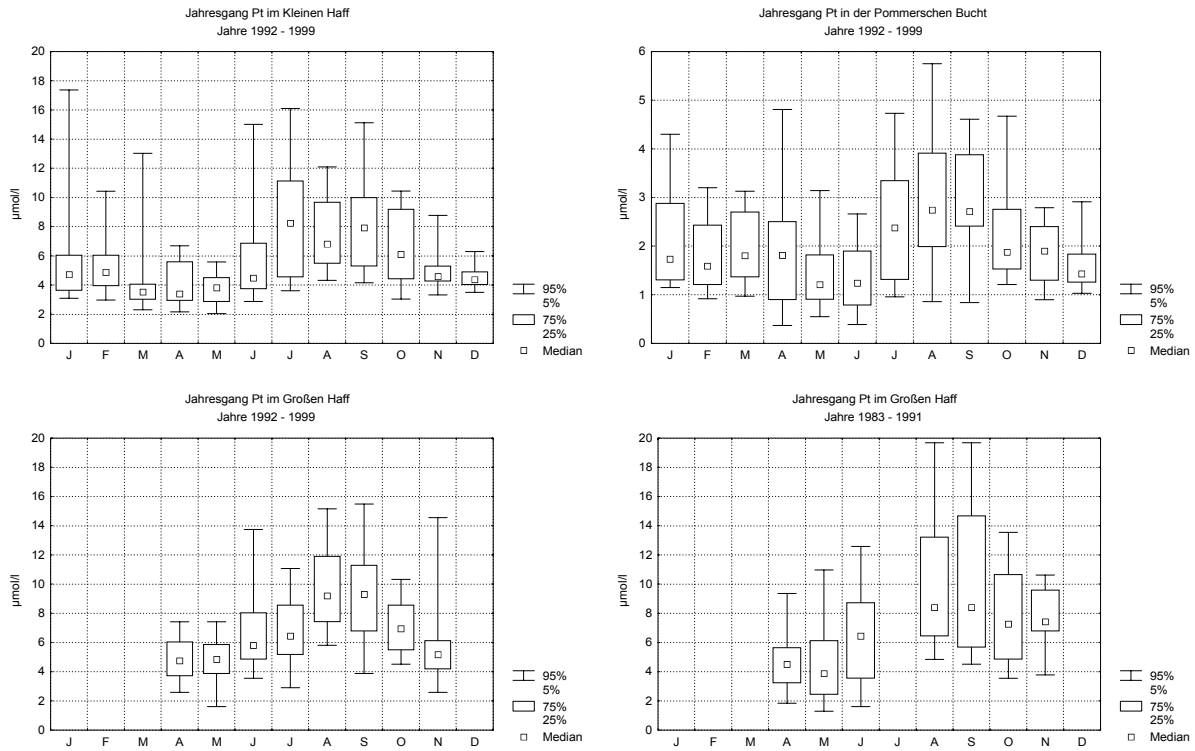 Jahresgang Pt im Kleinen Haff
Jahre 1992 - 1999
20
18
16
14
12
10
8
6
4
2
0
µmol/l
J F M A M J J A S O N D
95%
5%
75%
25%
Median
Jahresgang Pt in der Pommerschen Bucht
Jahre 1992 - 1999
6
5
4
3
2
1
0
µmol/l
J F M A M J J A S O N D
95%
5%
75%
25%
Median
Jahresgang Pt im Großen Haff
Jahre 1992 - 1999
20
18
16
14
12
10
8
6
4
2
0
µmol/l
J F M A M J J A S O N D
95%
5%
75%
25%
Median
Jahresgang Pt im Großen Haff
Jahre 1983 - 1991
20
18
16
14
12
10
8
6
4
2
0
µmol/l
J F M A M J J A S O N D
95%
5%
75%
25%
Median